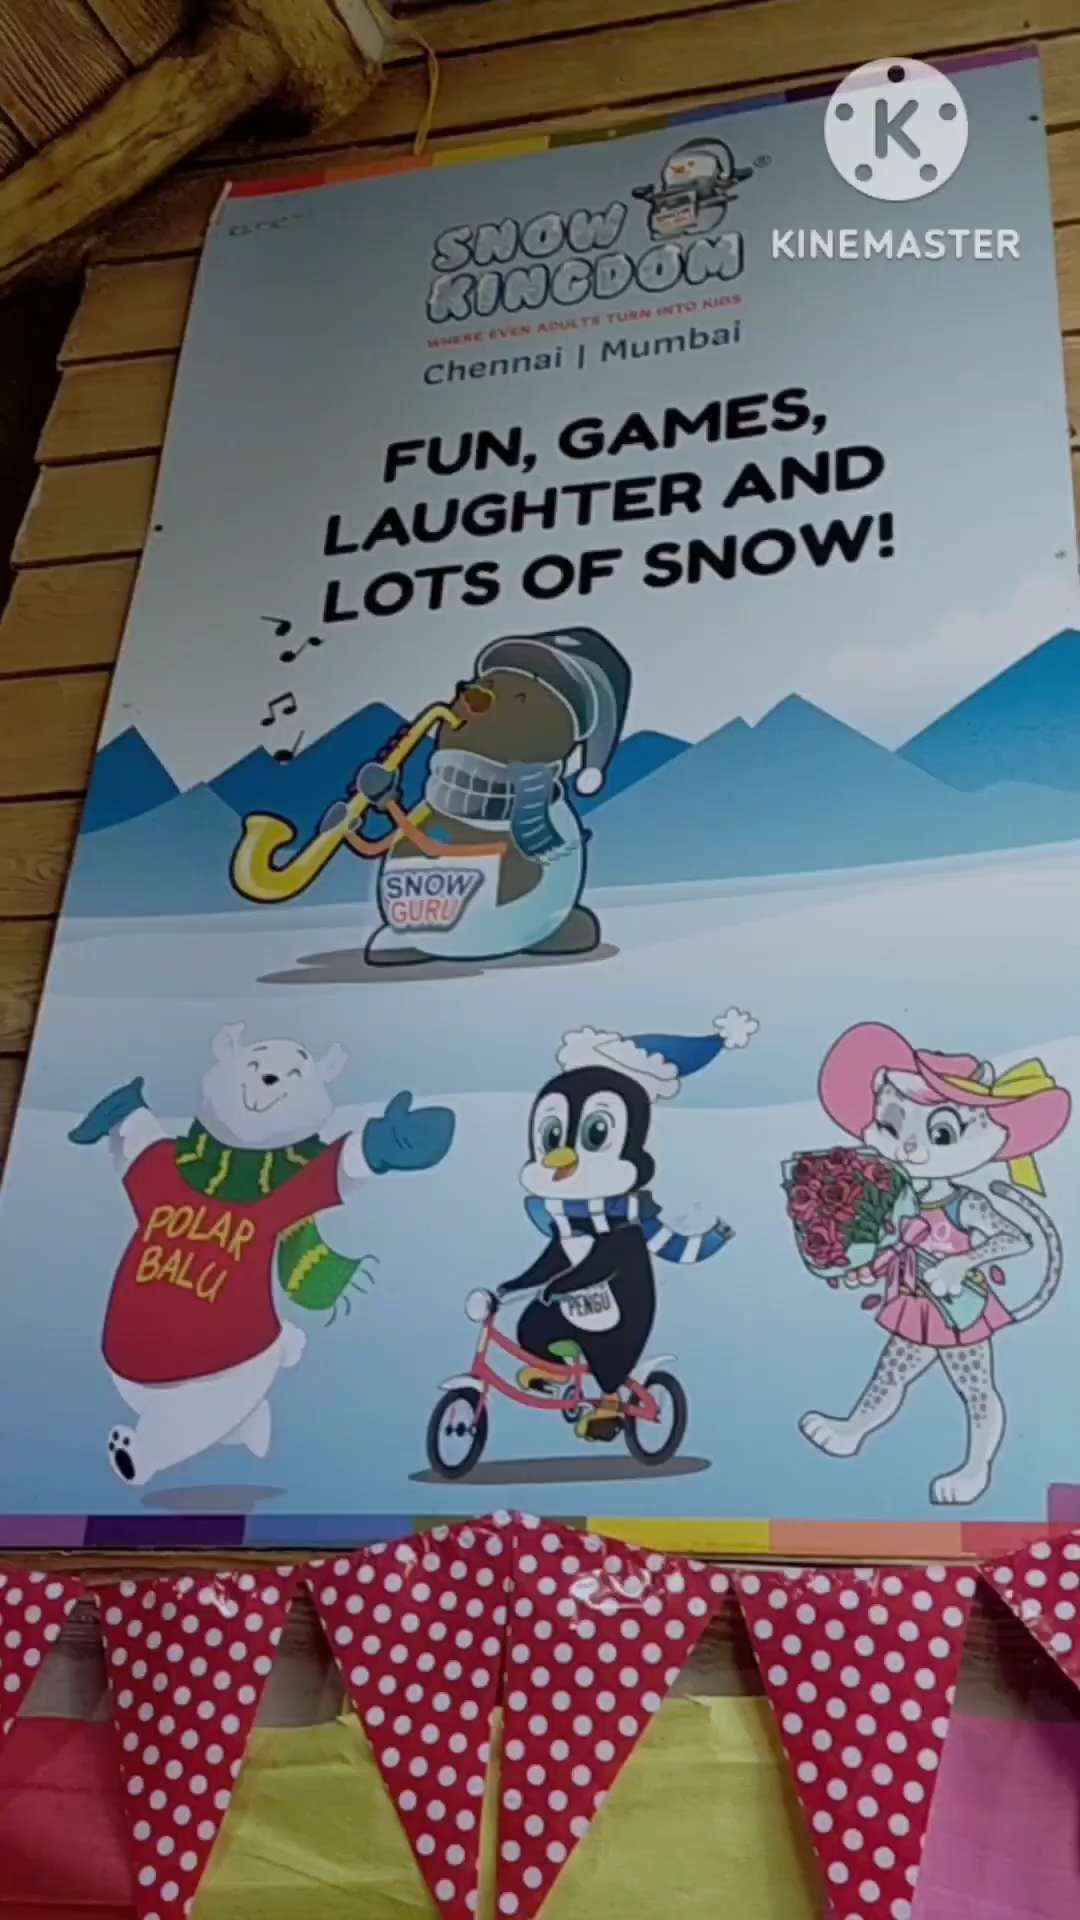 KINEMASTER
SNOW
KINGDOM
WHERE EVEN ADULTS TURN INTO KIDS
Chennai | Mumbai
FUN, GAMES,
LAUGHTER AND
LOTS OF SNOW!
SNOW
GURU
POLAR
BALU
PENGU